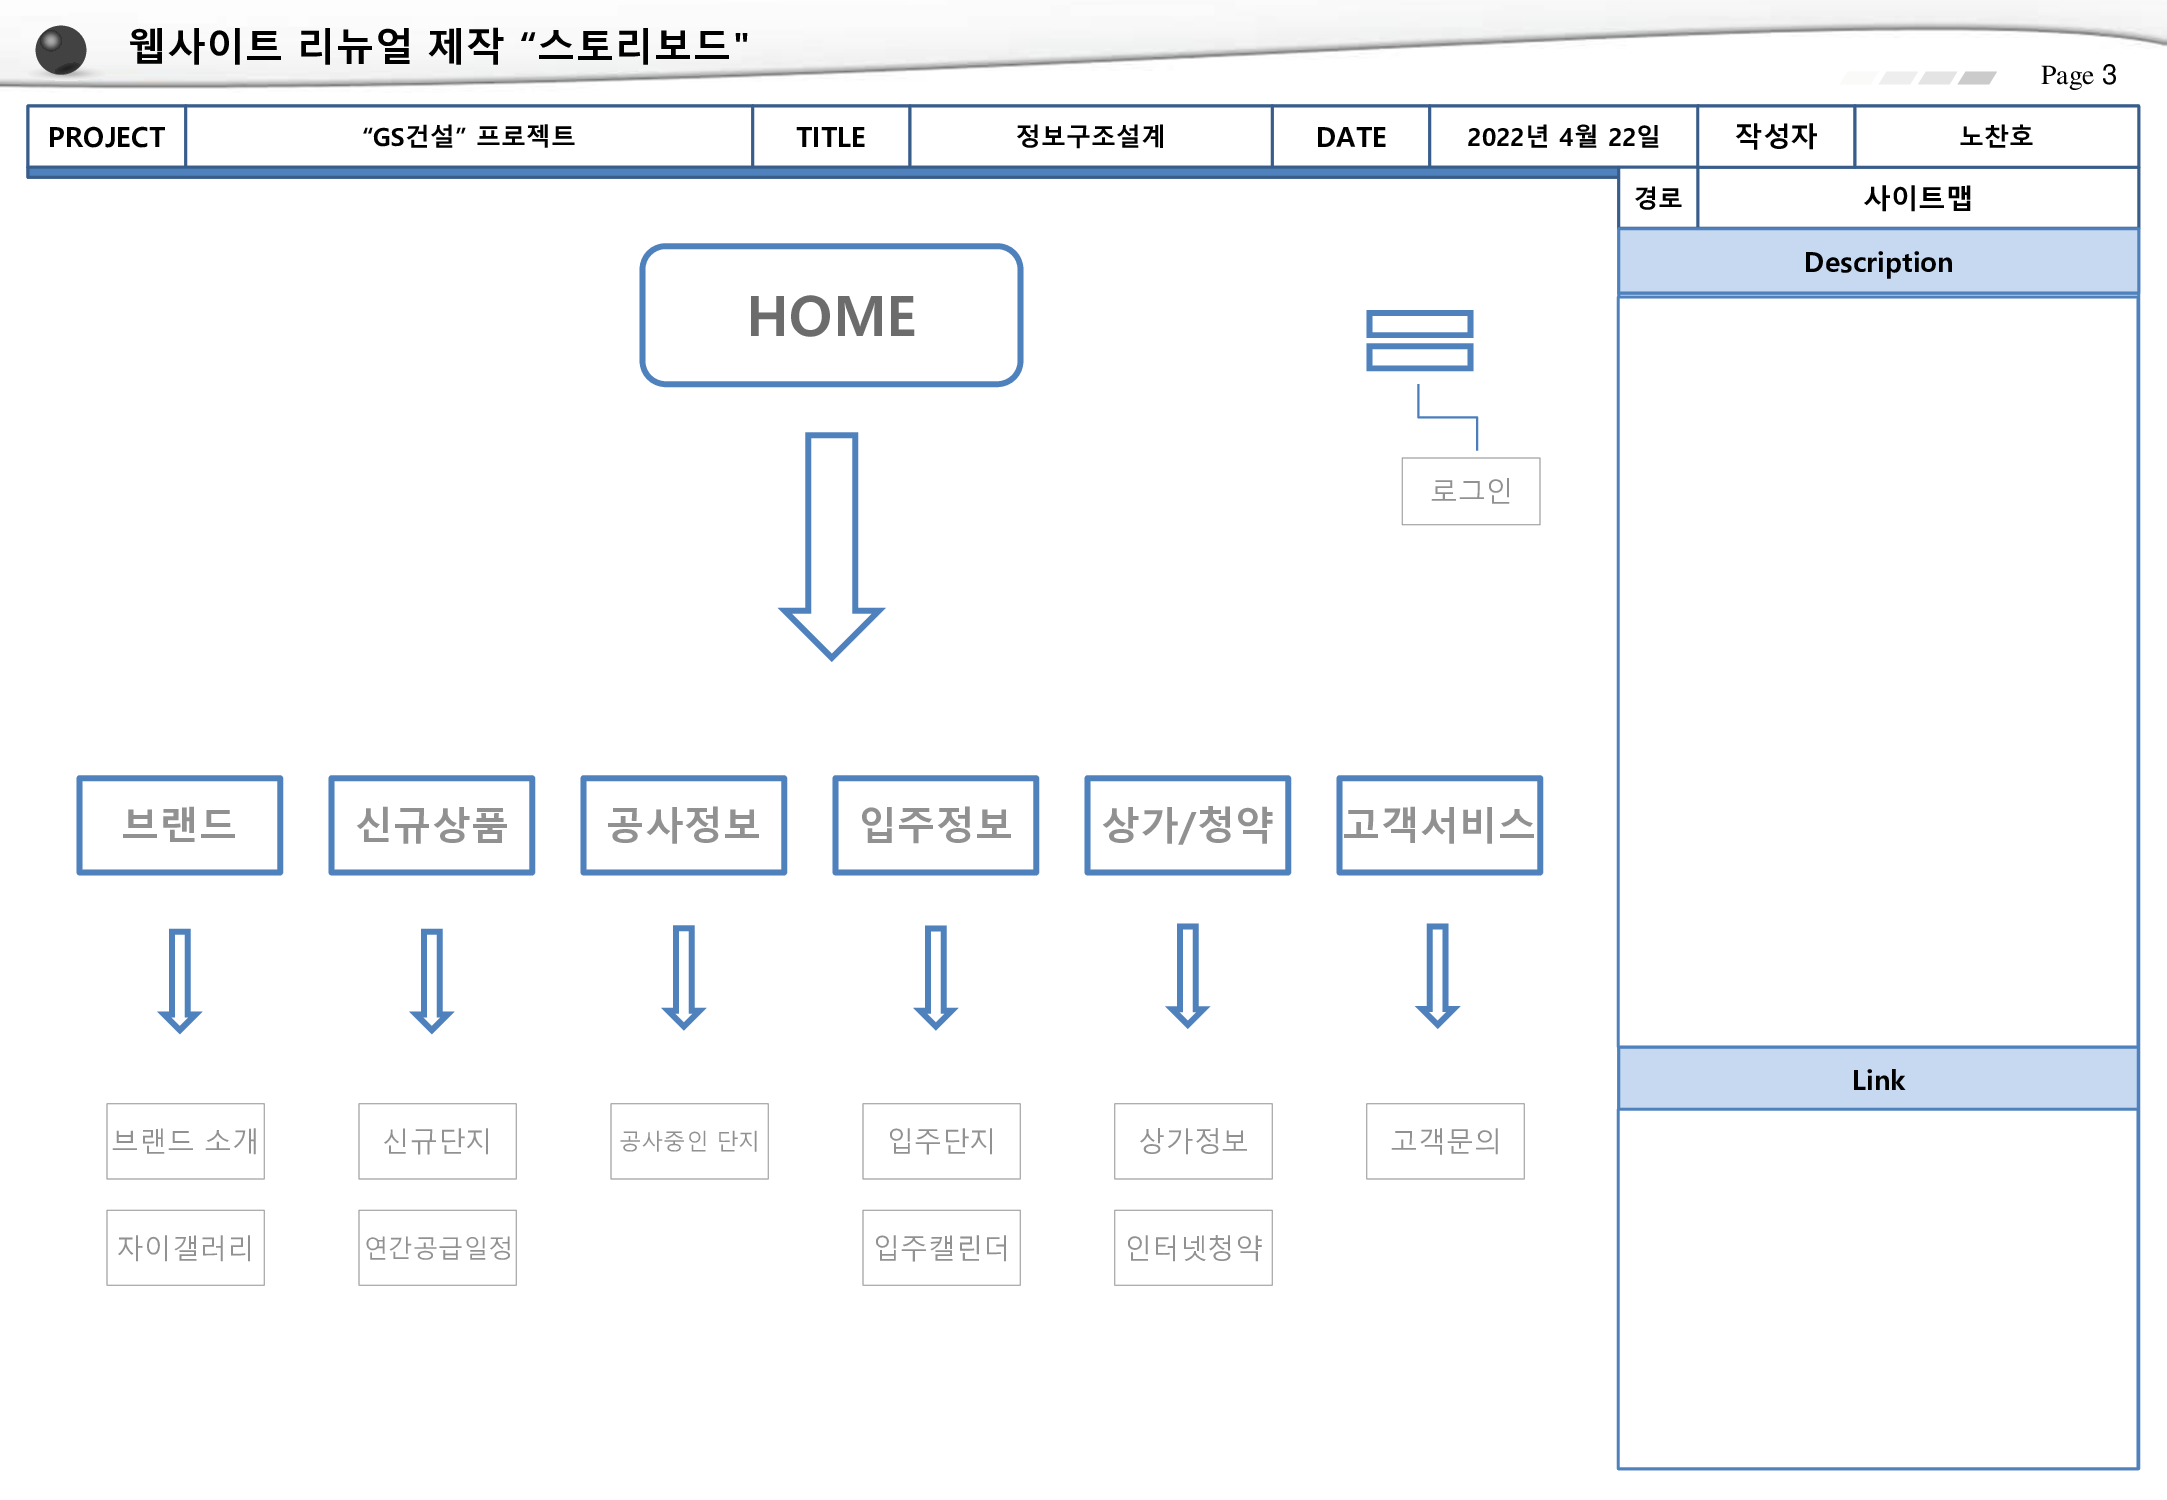 웹사이트 리뉴얼 제작 “스토리보드"
Page 3
PROJECT “GS건설” 프로젝트 TITLE 정보구조설계 DATE 2022년 4월 22일 작성자 노찬호
경로 사이트맵
Description
HOME
로그인
브랜드 신규상품 공사정보 입주정보 상가/청약 고객서비스
브랜드 소개 신규단지 공사중인 단지 입주단지 상가정보 고객문의
자이갤러리 연간공급일정 입주캘린더 인터넷청약
Link